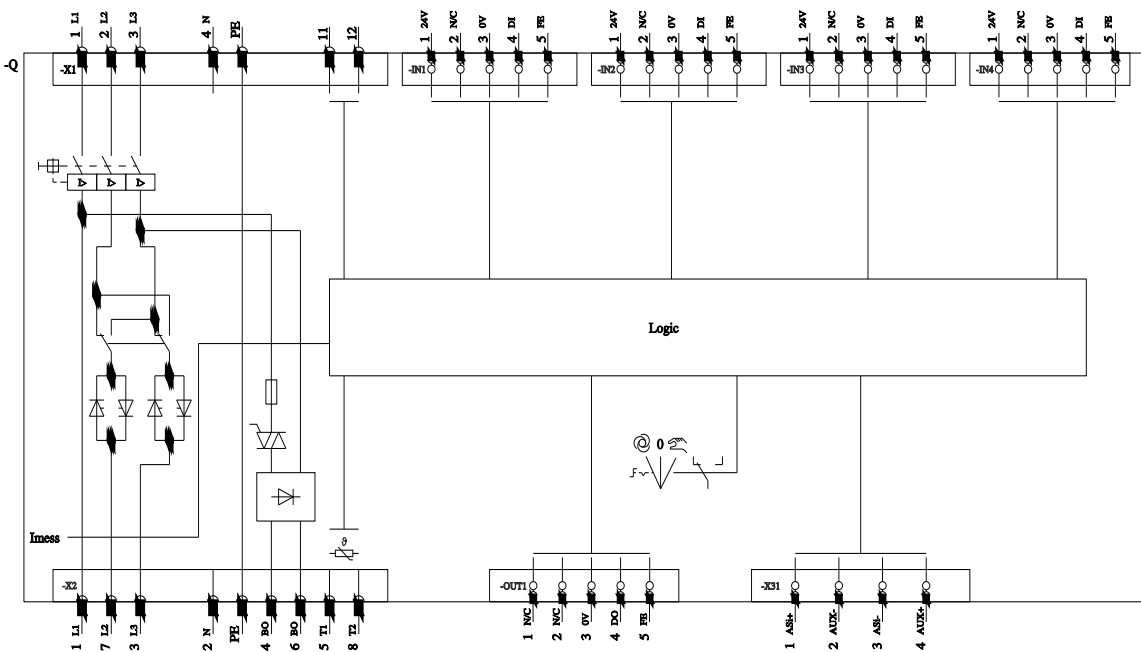 -Q
1 L1
2 L2
3 L3
4 N
PE
11
12
-X1
1 24V
2 N/C
3 0V
4 DI
5 FE
-IN1
1 24V
2 N/C
3 0V
4 DI
5 FE
-IN2
1 24V
2 N/C
3 0V
4 DI
5 FE
-IN3
1 24V
2 N/C
3 0V
4 DI
5 FE
-IN4
Logic
0
Imess
ϑ
-X2
1 L1
7 L2
3 L3
2 N
PE
4 BO
6 BO
5 T1
8 T2
-OUT1
1 N/C
2 N/C
3 0V
4 DO
5 FE
-X31
1 ASi+
2 AUX-
3 ASi-
4 AUX+